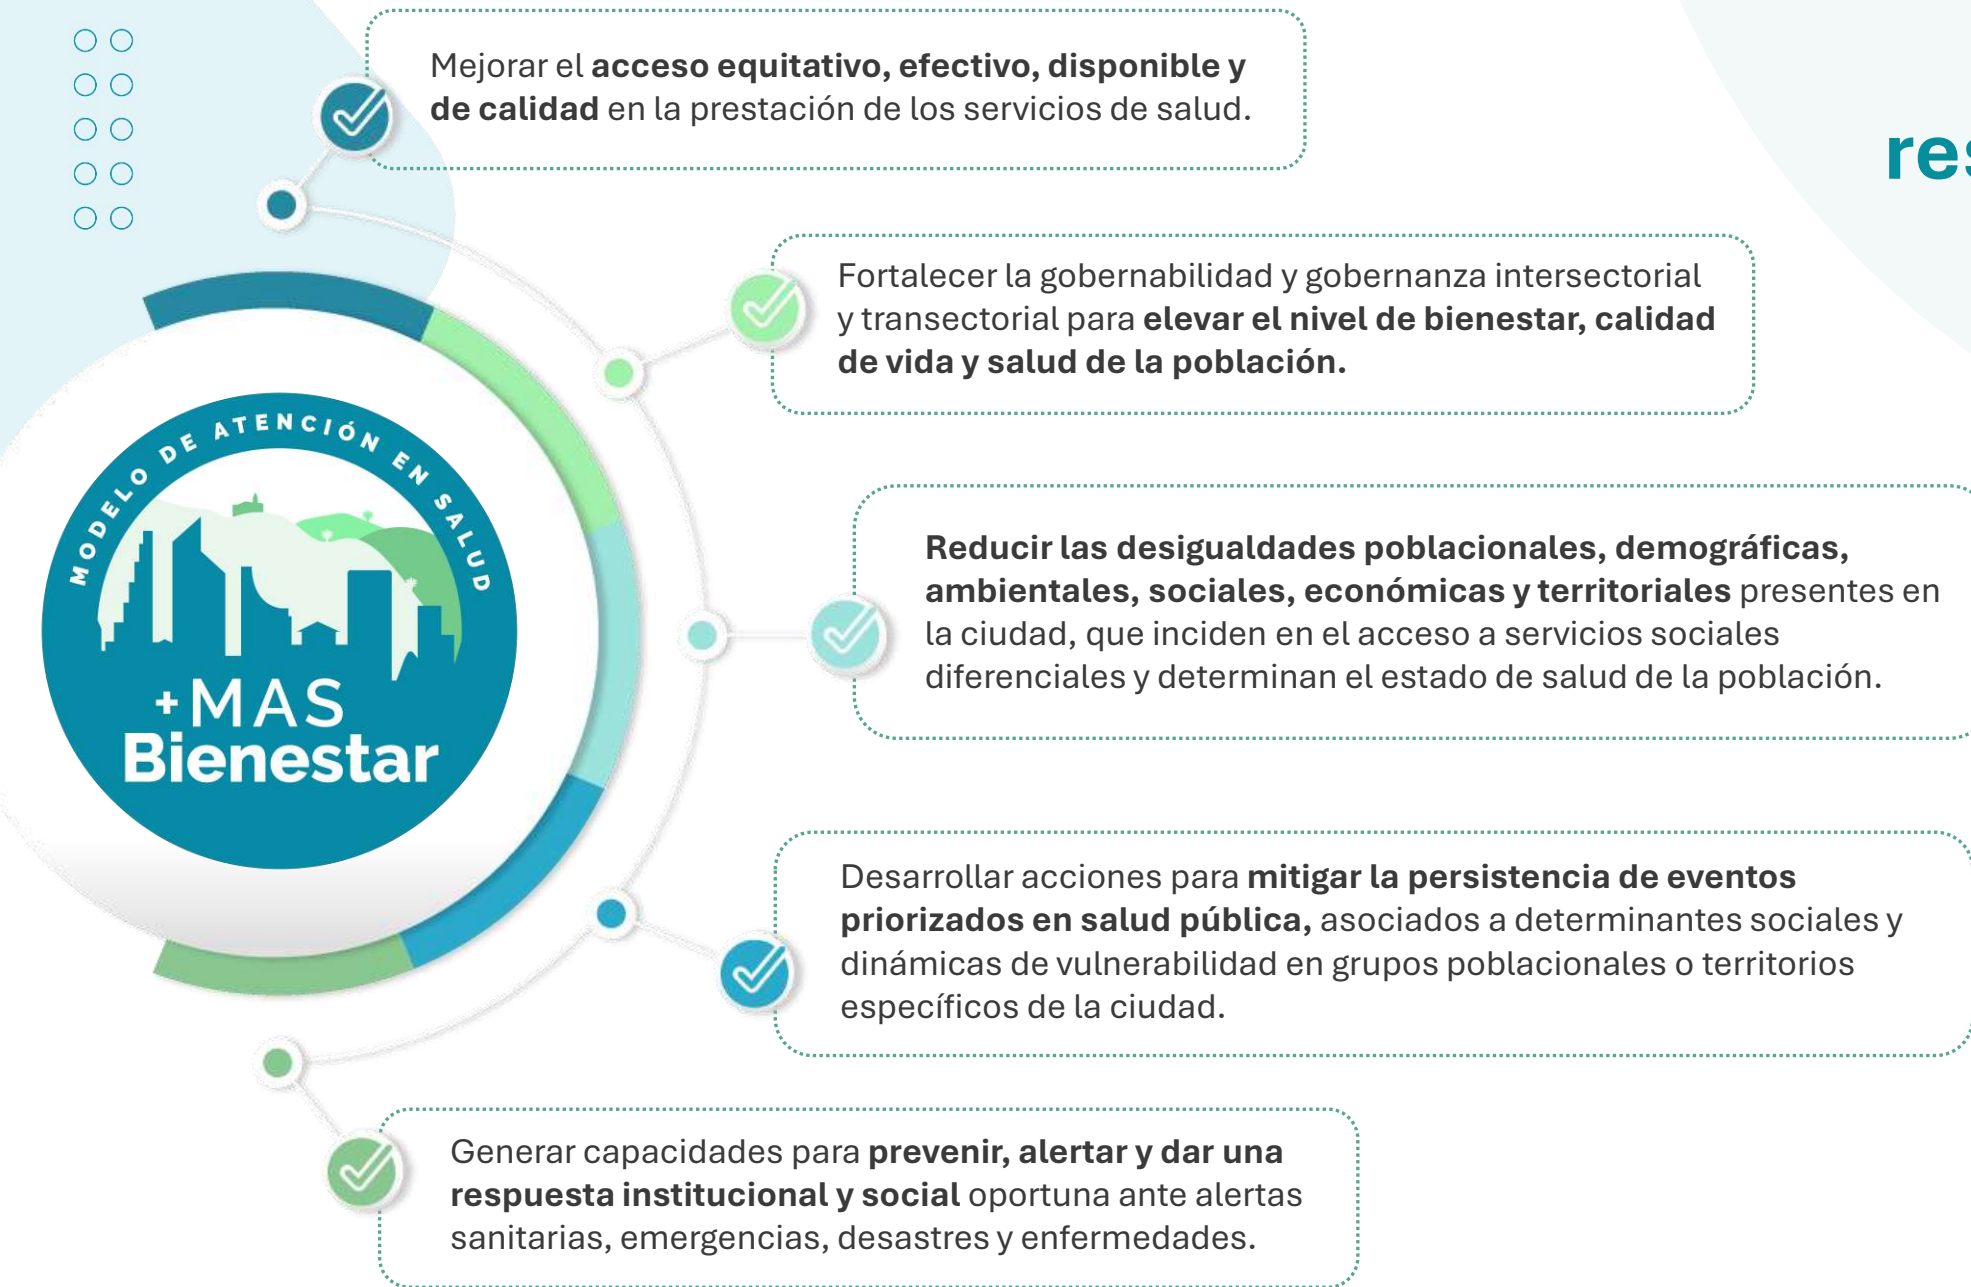 Mejorar el acceso equitativo, efectivo, disponible y
de calidad en la prestación de los servicios de salud.
Fortalecer la gobernabilidad y gobernanza intersectorial
y transectorial para elevar el nivel de bienestar, calidad
de vida y salud de la población.
MODELO DE ATENCIÓN EN SALUD
+MAS
Bienestar
Reducir las desigualdades poblacionales, demográficas,
ambientales, sociales, económicas y territoriales presentes en
la ciudad, que inciden en el acceso a servicios sociales
diferenciales y determinan el estado de salud de la población.
Desarrollar acciones para mitigar la persistencia de eventos
priorizados en salud pública, asociados a determinantes sociales y
dinámicas de vulnerabilidad en grupos poblacionales o territorios
específicos de la ciudad.
Generar capacidades para prevenir, alertar y dar una
respuesta institucional y social oportuna ante alertas
sanitarias, emergencias, desastres y enfermedades.